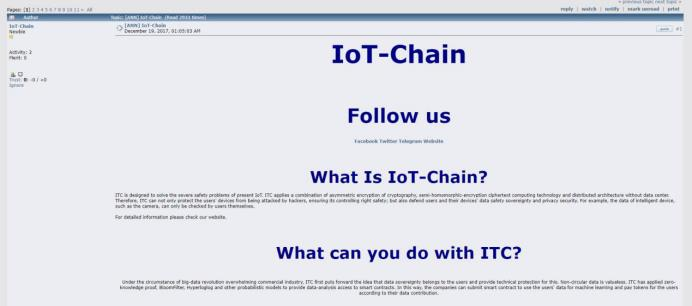 « previous topic next topic »
Pages: [1] 2 3 4 5 6 7 8 9 10 11 » All
reply | watch | notify | mark unread | print
Author
Topic: [ANN] IoT-Chain (Read 2933 times)
IoT-Chain
Newbie
Activity: 2
Merit: 0
Trust: 0: -0 / +0
Ignore
[ANN] IoT-Chain
December 19, 2017, 01:05:03 AM
quote #1
IoT-Chain
Follow us
Facebook Twitter Telegram Website
What Is IoT-Chain?
ITC is designed to solve the severe safety problems of present IoT. ITC applies a combination of asymmetric encryption of cryptography, semi-homomorphic-encryption ciphertext computing technology and distributed architecture without data center.
Therefore, ITC can not only protect the users' devices from being attacked by hackers, ensuring its controlling right safety; but also defend users and their devices' data safety sovereignty and privacy security. For example, the data of intelligent device,
such as the camera, can only be checked by users themselves.
For detailed information please check our website.
What can you do with ITC?
Under the circumstance of big-data revolution overwhelming commercial industry, ITC first puts forward the idea that data sovereignty belongs to the users and provide technical protection for this. Non-circular data is valueless. ITC has applied zero-
knowledge proof, BloomFilter, Hyperloglog and other probabilistic models to provide data-analysis access to smart contracts. In this way, the companies can submit smart contract to use the users' data for machine learning and pay tokens for the users
according to their data contribution.